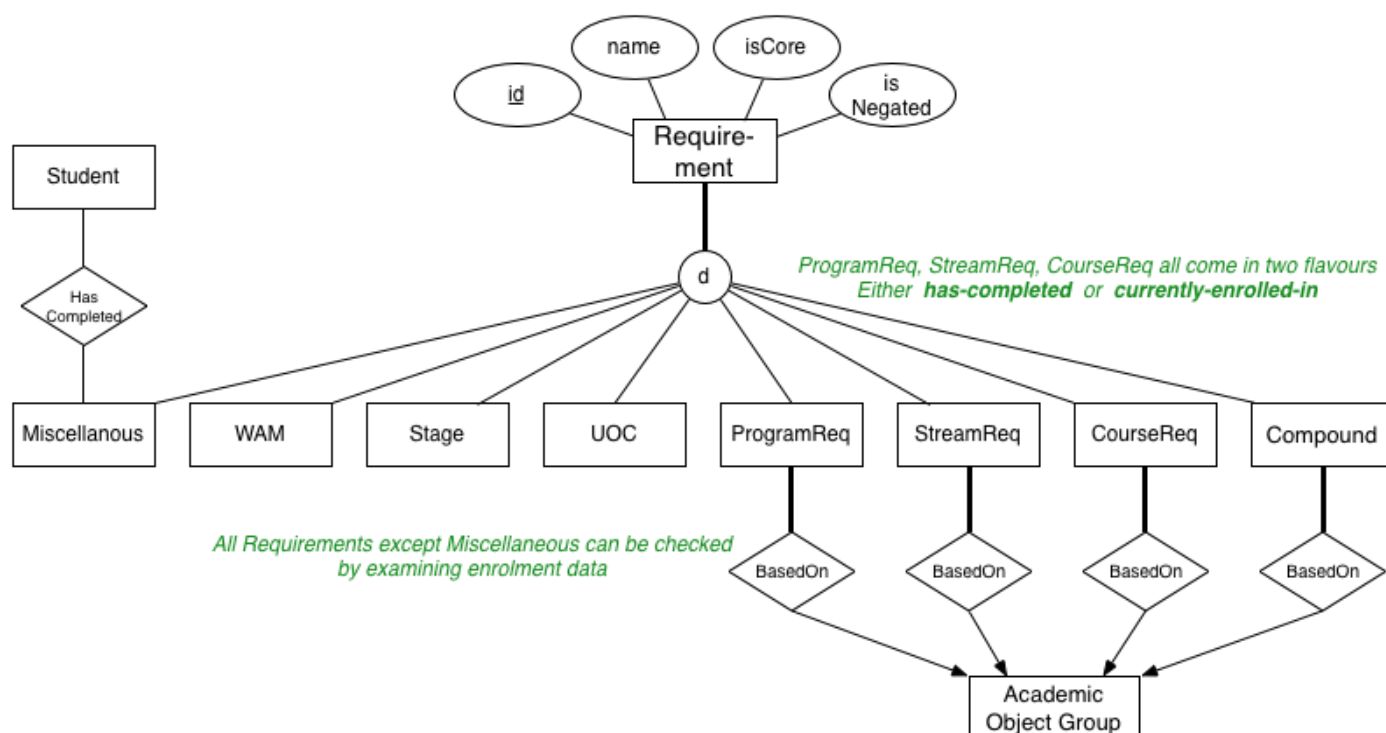 name
isCore
id
is
Negated
Require-
ment
Student
Has
Completed
d
ProgramReq, StreamReq, CourseReq all come in two flavours
Either has-completed or currently-enrolled-in
Miscellanous
WAM
Stage
UOC
ProgramReq
StreamReq
CourseReq
Compound
All Requirements except Miscellaneous can be checked
by examining enrolment data
BasedOn
BasedOn
BasedOn
BasedOn
Academic
Object Group